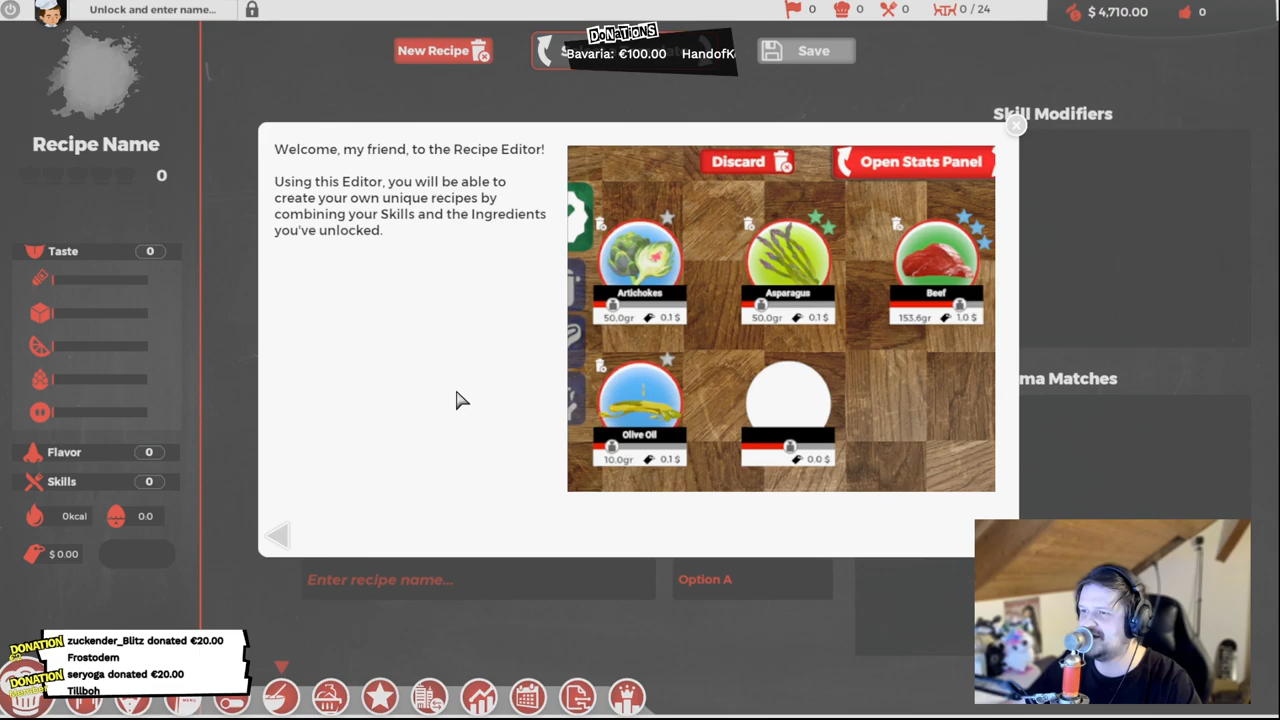 Unlock and enter name...
0
0
0
0 / 24
$ 4,710.00
0
New Recipe
DONATIONS
Bavaria: €100.00 HandofK
Save
Recipe Name
0
Skill Modifiers
Welcome, my friend, to the Recipe Editor!
Using this Editor, you will be able to
create your own unique recipes by
combining your Skills and the Ingredients
you've unlocked.
Discard
Open Stats Panel
Artichokes
50.0gr
0.1 $
Asparagus
50.0gr
0.1 $
Beef
153.6gr
1.0 $
Olive Oil
10.0gr
0.1 $
0.0 $
Taste
0
ma Matches
Flavor
0
Skills
0
0kcal
0.0
$ 0.00
Enter recipe name...
Option A
DONATION
zuckender_Blitz donated €20.00
Frostodem
DONATION
seryoga donated €20.00
Tillboh
MENU